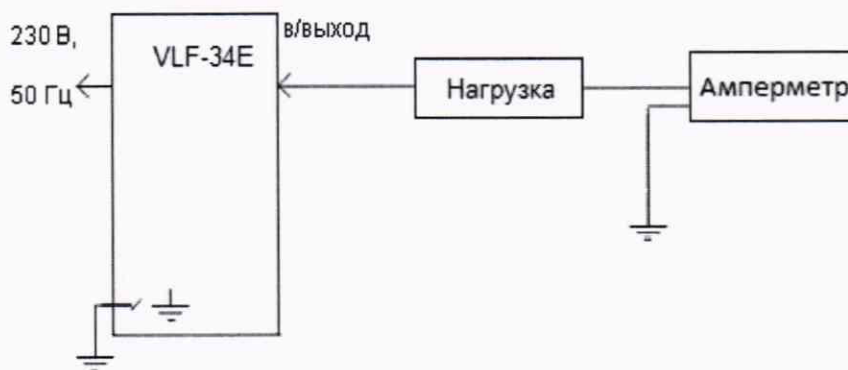 230 В,
50 Гц
VLF-34E
в/выход
Нагрузка
Амперметр